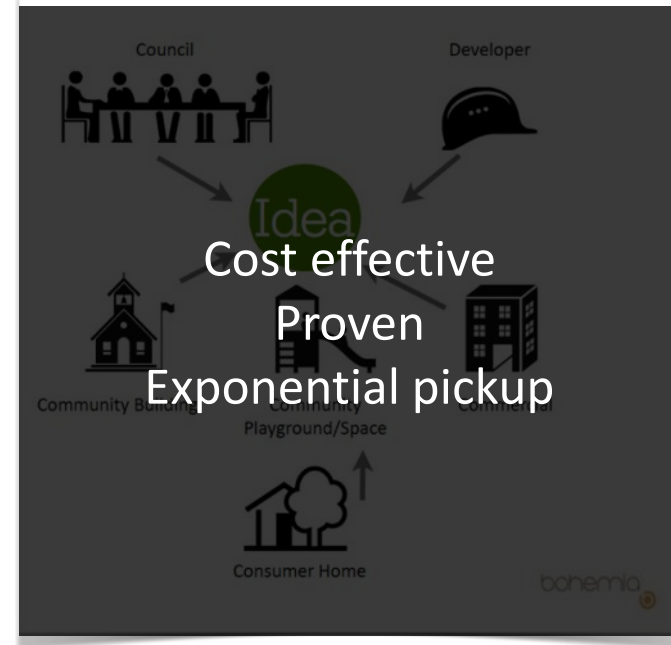 Council
Developer
Idea
Cost effective
Proven
Exponential pickup
Community Building
Community
Commercial
Playground/Space
Consumer Home
bohemia